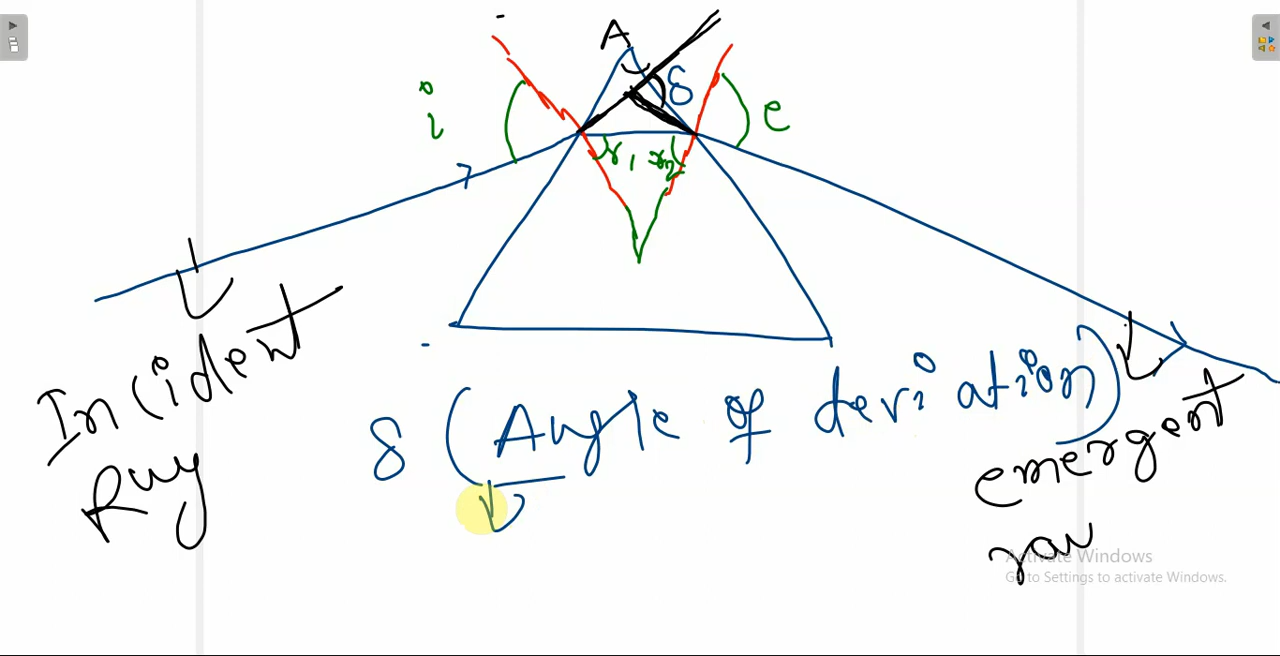 A
i
δ
e
r1 r2
Incident
Ray
δ (Angle of deviation)
emergent
ray
Activate Windows
Go to Settings to activate Windows.